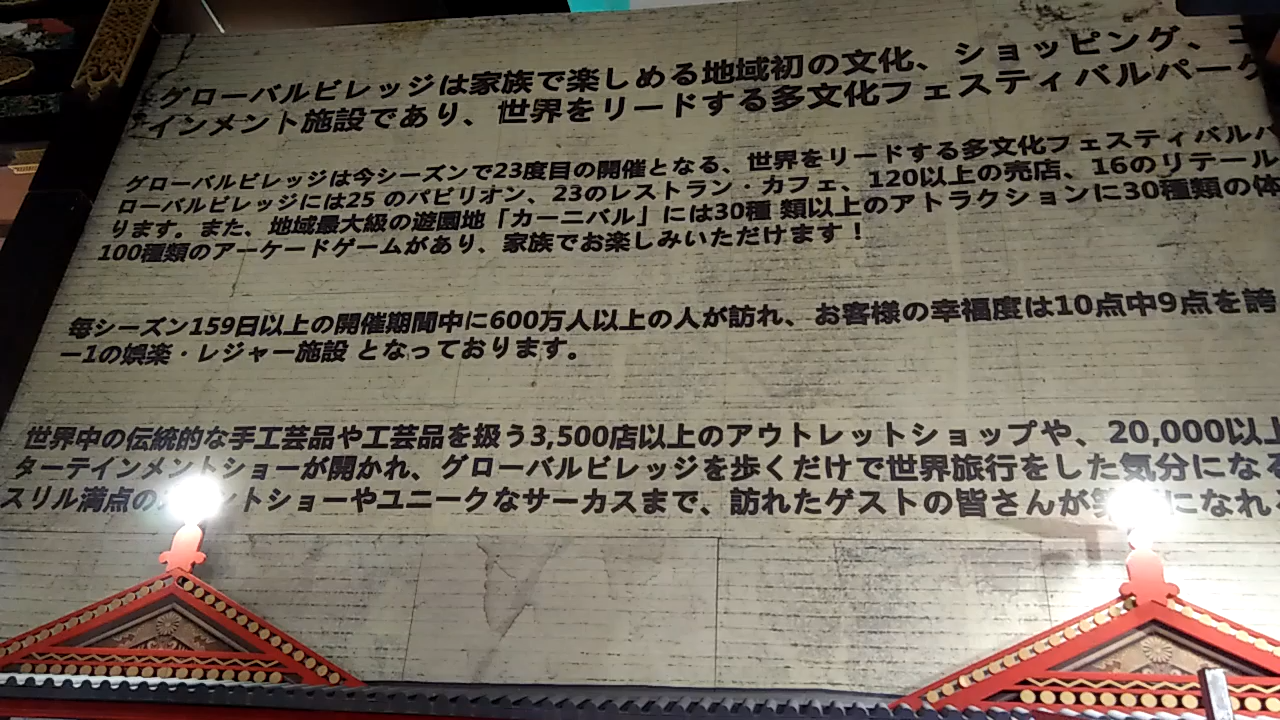 グローバルビレッジは家族で楽しめる地域初の文化、ショッピング、エ
インメント施設であり、世界をリードする多文化フェスティバルパーク
グローバルビレッジは今シーズンで23度目の開催となる、世界をリードする多文化フェスティバルパ
ローバルビレッジには25 のパビリオン、23のレストラン・カフェ、120以上の売店、16のリテール
ります。また、地域最大級の遊園地「カーニバル」には30種 類以上のアトラクションに30種類の体
100種類のアーケードゲームがあり、家族でお楽しみいただけます！
毎シーズン159日以上の開催期間中に600万人以上の人が訪れ、お客様の幸福度は10点中9点を誇
ー1の娯楽・レジャー施設 となっております。
世界中の伝統的な手工芸品や工芸品を扱う3,500店以上のアウトレットショップや、20,000以上
ターテインメントショーが開かれ、グローバルビレッジを歩くだけで世界旅行をした気分になる
スリル満点の ントショーやユニークなサーカスまで、訪れたゲストの皆さんが になれ